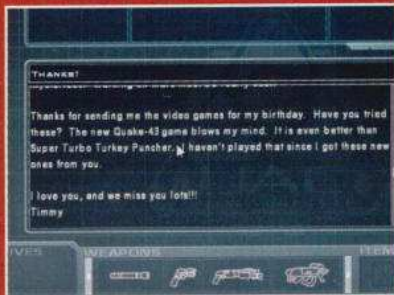 THANKS!
Thanks for sending me the video games for my birthday. Have you tried
these? The new Quake-43 game blows my mind. It is even better than
Super Turbo Turkey Puncher. I haven't played that since I got these new
ones from you.
I love you, and we miss you lots!!!
Timmy
WEAPONS